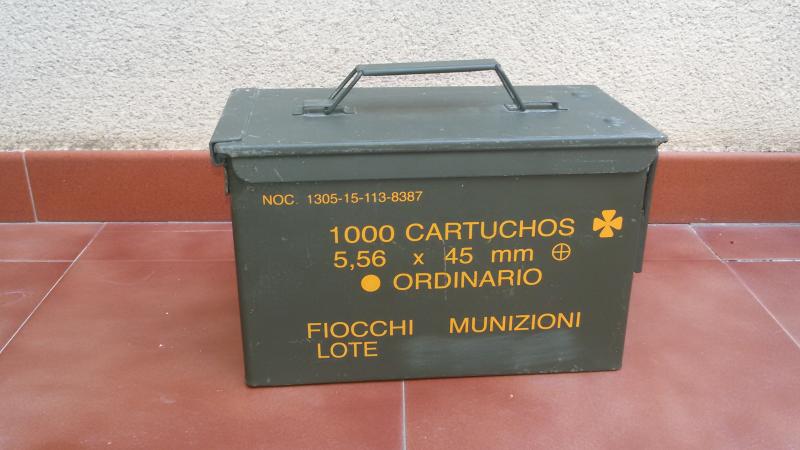 NOC. 1305-15-113-8387
1000 CARTUCHOS
5,56 x 45 mm
ORDINARIO
FIOCCHI MUNIZIONI
LOTE